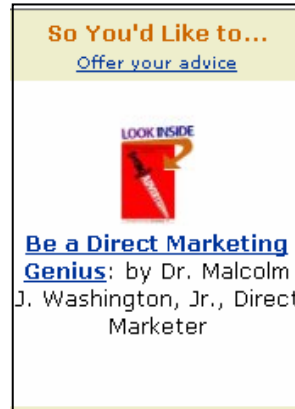 So You'd Like to...
Offer your advice
LOOK INSIDE
Be a Direct Marketing
Genius: by Dr. Malcolm
J. Washington, Jr., Direct
Marketer